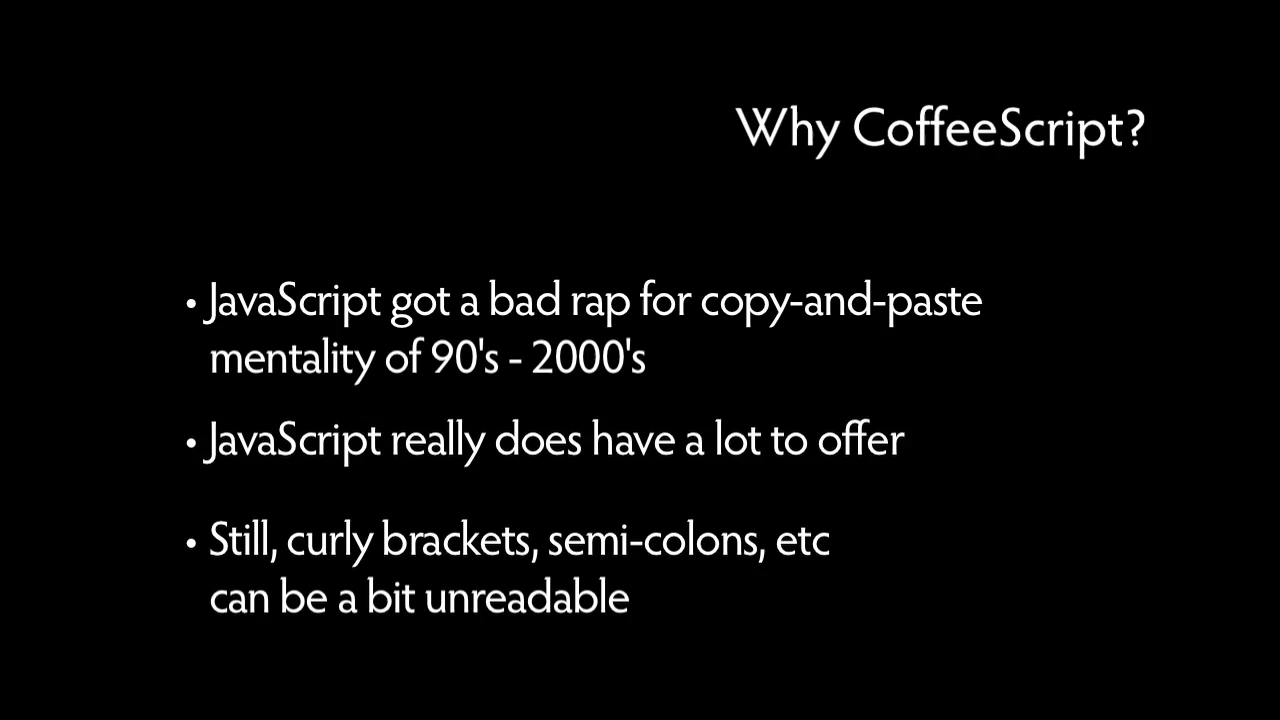 Why CoffeeScript?
• JavaScript got a bad rap for copy-and-paste
mentality of 90's - 2000's
• JavaScript really does have a lot to offer
• Still, curly brackets, semi-colons, etc
can be a bit unreadable